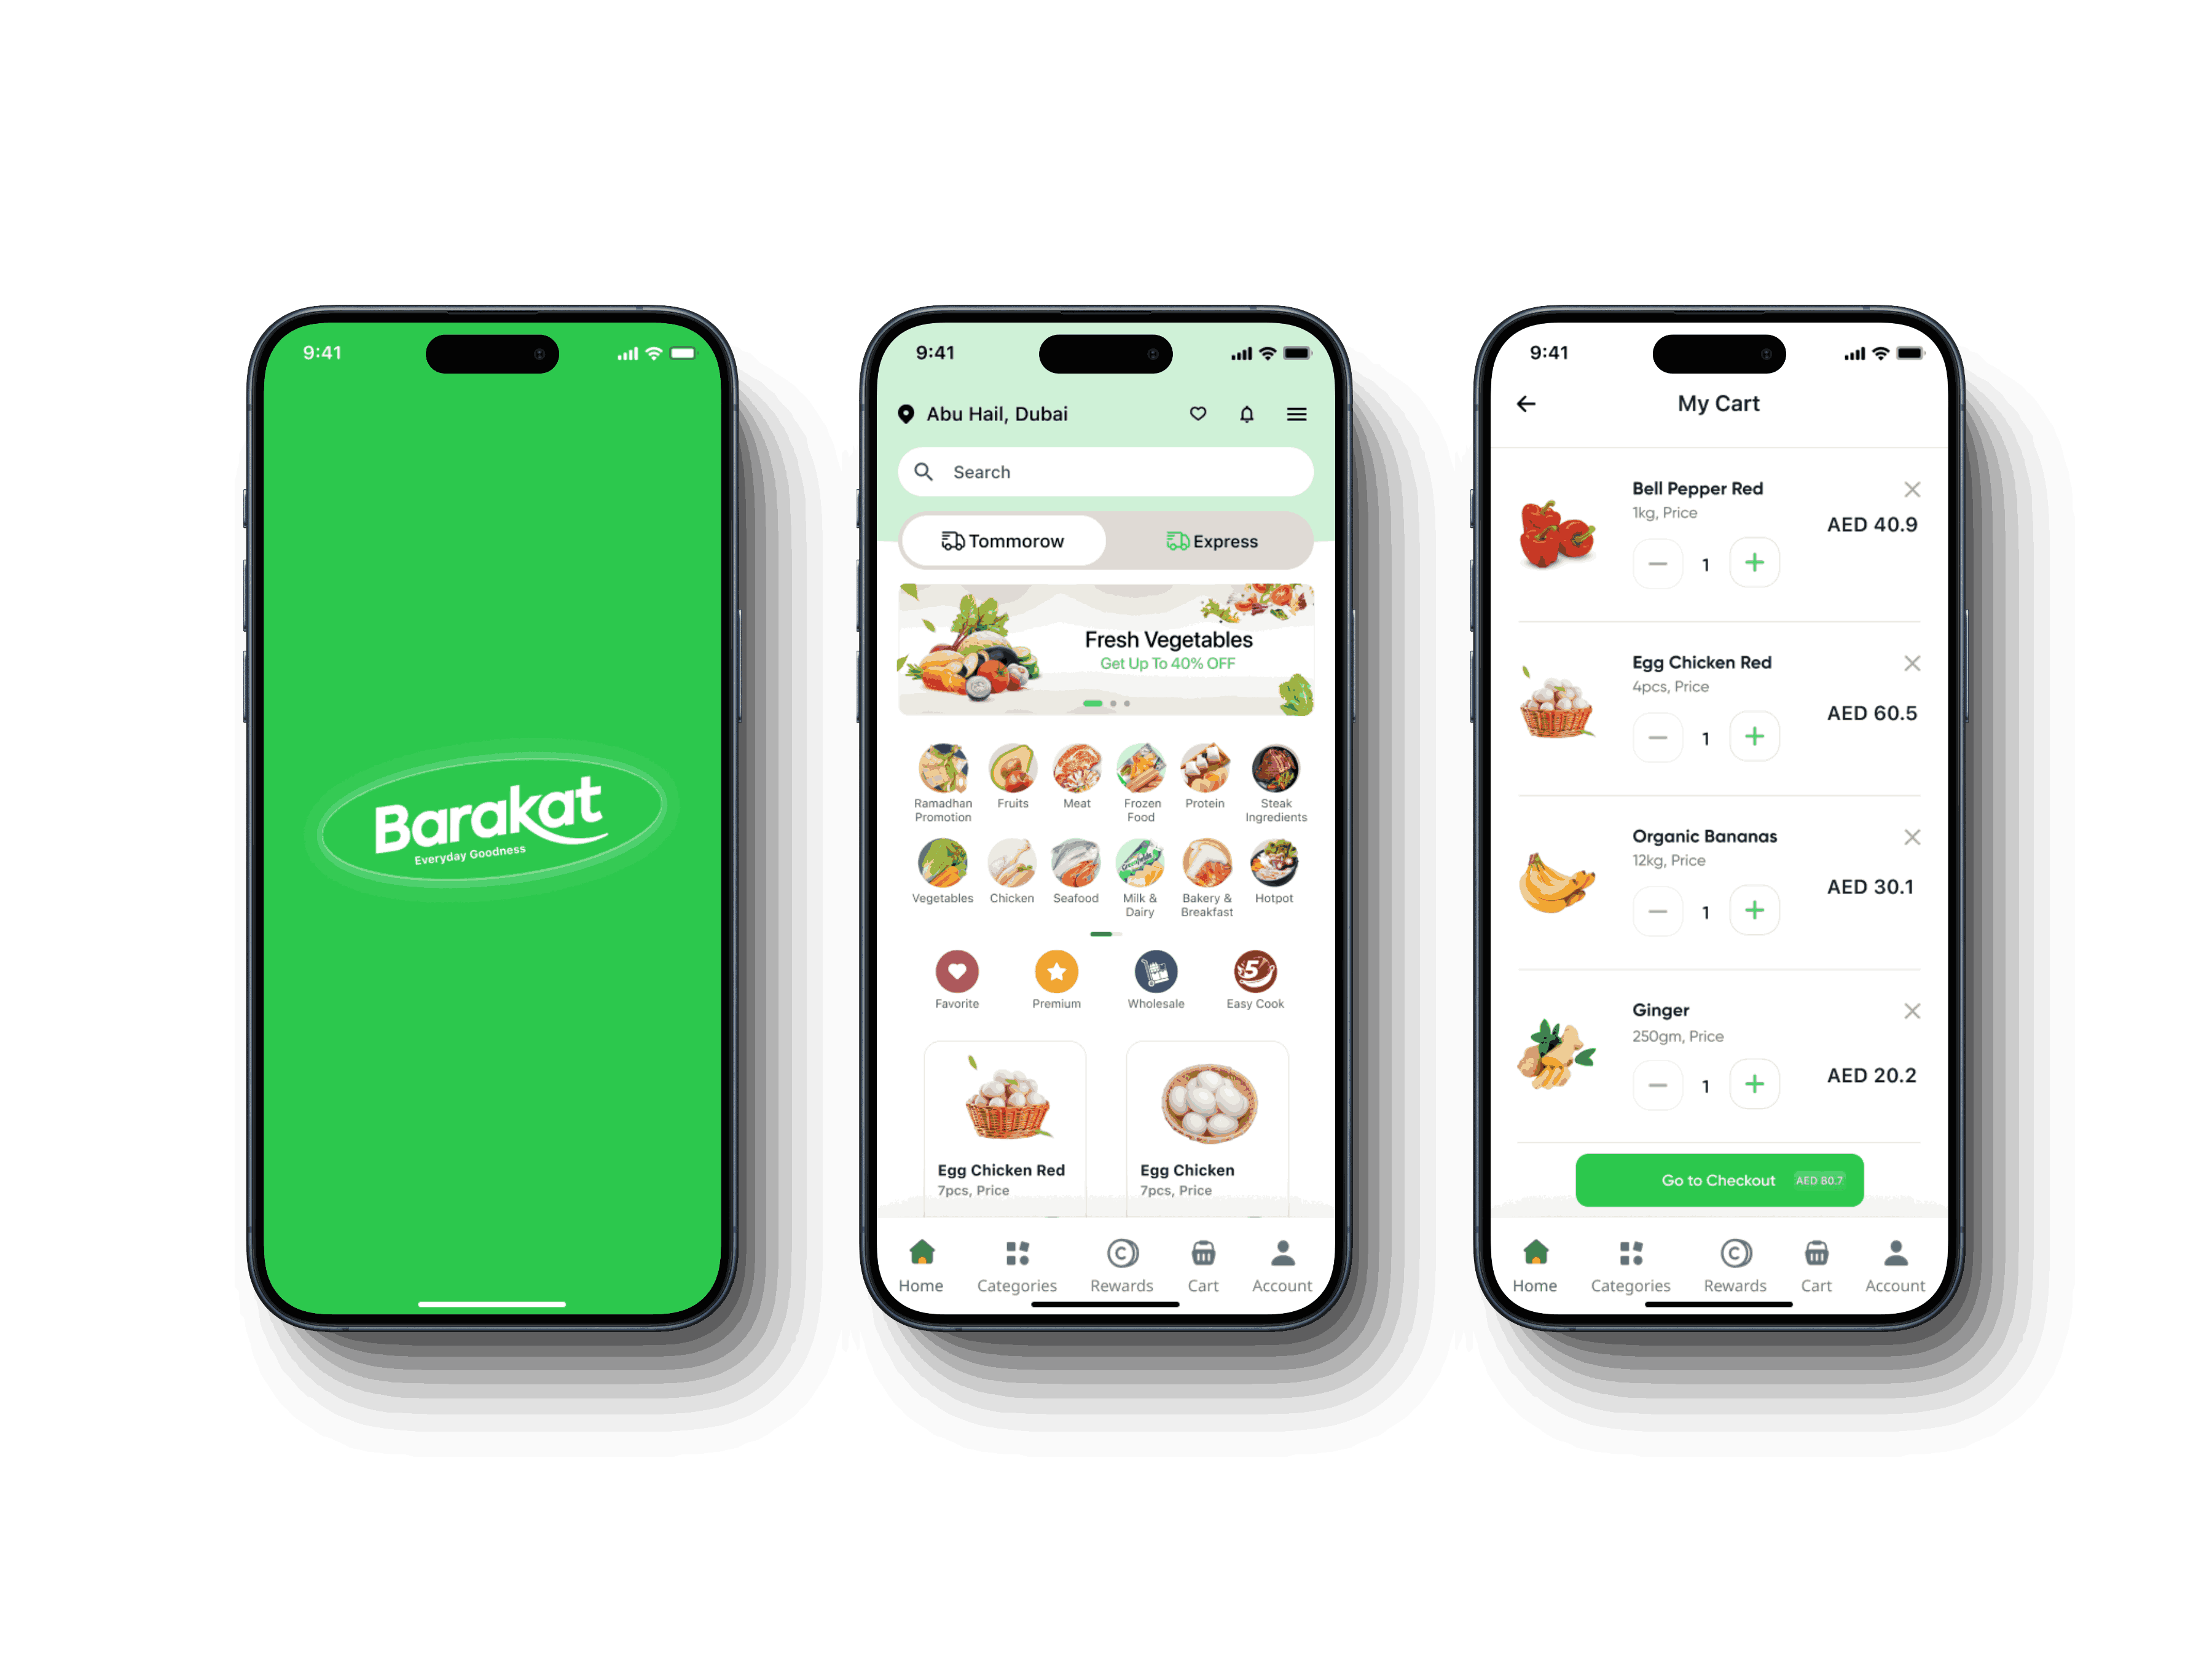 9:41
Barakat
Everyday Goodness
9:41
Abu Hail, Dubai
Search
Tommorow
Express
Fresh Vegetables
Get Up To 40% OFF
Ramadhan Promotion
Fruits
Meat
Frozen Food
Protein
Steak Ingredients
Vegetables
Chicken
Seafood
Milk & Dairy
Bakery & Breakfast
Hotpot
Favorite
Premium
Wholesale
5
Easy Cook
Egg Chicken Red
7pcs, Price
Egg Chicken
7pcs, Price
Home
Categories
Rewards
Cart
Account
9:41
My Cart
Bell Pepper Red
1kg, Price
AED 40.9
1
Egg Chicken Red
4pcs, Price
AED 60.5
1
Organic Bananas
12kg, Price
AED 30.1
1
Ginger
250gm, Price
AED 20.2
1
Go to Checkout
Home
Categories
Rewards
Cart
Account